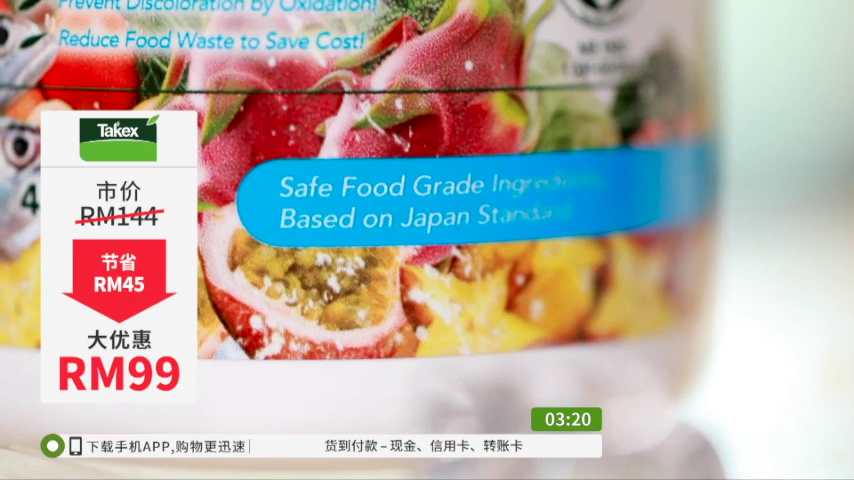 Prevent Discoloration by Oxidation!
Reduce Food Waste to Save Cost!
Takex
市价
RM144
节省
RM45
大优惠
RM99
Safe Food Grade Ingredients
Based on Japan Standard
4
03:20
下载手机APP,购物更迅速
货到付款 – 现金、信用卡、转账卡